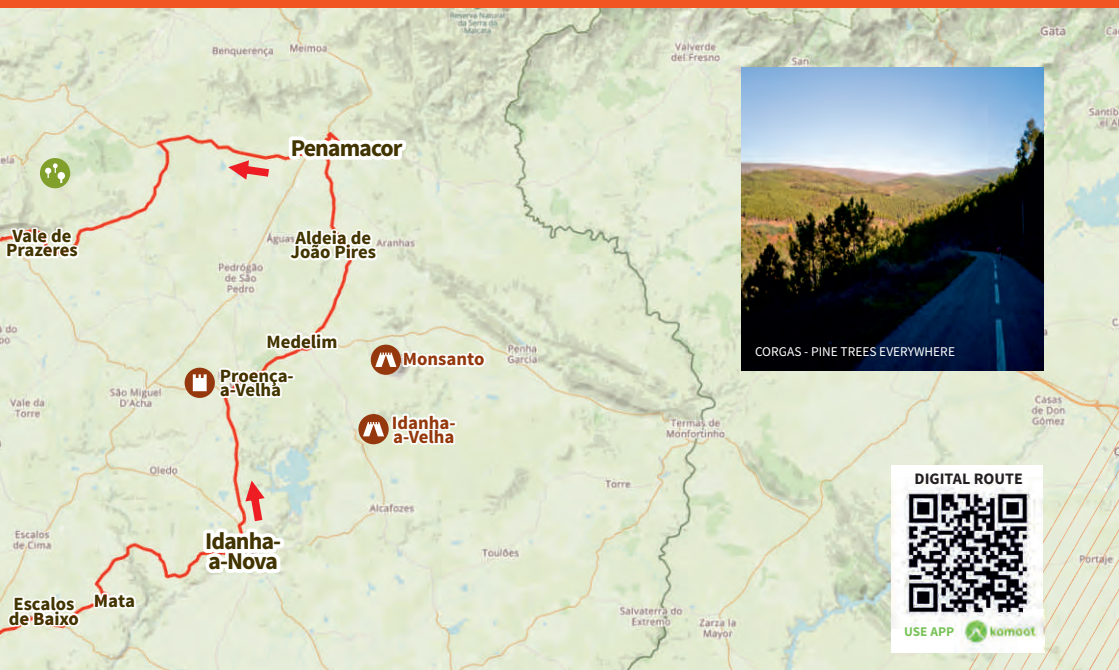 Reserva Natural
da Serra da
Malcata
Benquerença
Meimoa
Valverde
del Fresno
San
Gata
Penamacor
Vale de
Prazeres
Águas
Aldeia de
João Pires
Aranhas
Pedrógão
de São
Pedro
Medelim
Monsanto
Penha
Garcia
Proença-
a-Velha
São Miguel
D'Acha
Vale da
Torre
Idanha-
a-Velha
Termas de
Monfortinho
Oledo
Torre
Alcafozes
Idanha-
a-Nova
Escalos
de Cima
Toulões
Mata
Escalos
de Baixo
Salvaterra do
Extremo
Zarza la
Mayor
CORGAS - PINE TREES EVERYWHERE
Casas
de Don
Gómez
Portaje
DIGITAL ROUTE
USE APP
komoot